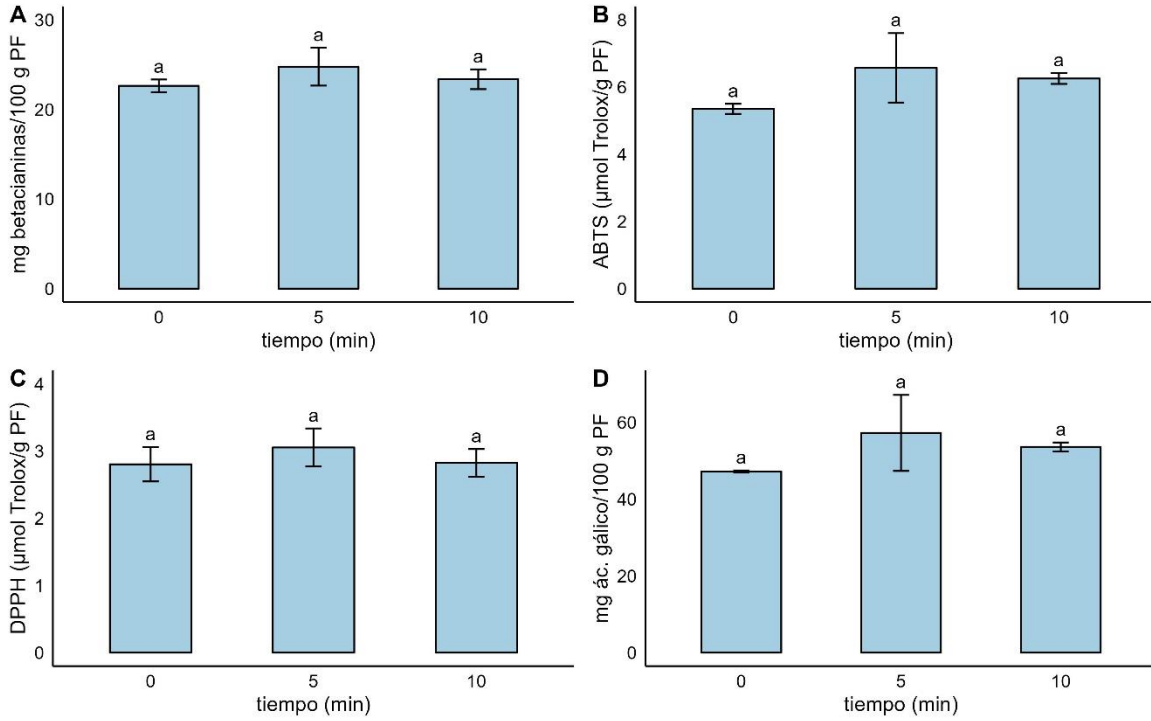 A
mg betacianinas/100 g PF
30
20
10
0
a
a
a
0
5
10
tiempo (min)
B
ABTS (µmol Trolox/g PF)
8
6
4
2
0
a
a
a
0
5
10
tiempo (min)
C
DPPH (µmol Trolox/g PF)
4
3
2
1
0
a
a
a
0
5
10
tiempo (min)
D
mg ác. gálico/100 g PF
60
40
20
0
a
a
a
0
5
10
tiempo (min)